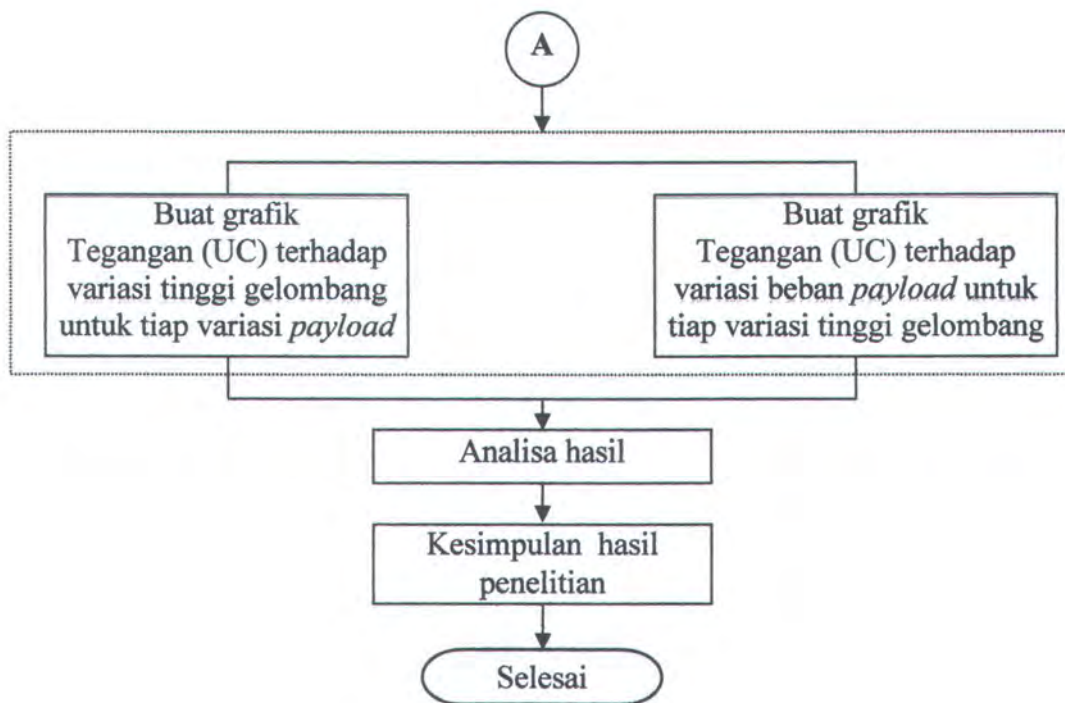 A
Buat grafik
Tegangan (UC) terhadap
variasi tinggi gelombang
untuk tiap variasi payload
Buat grafik
Tegangan (UC) terhadap
variasi beban payload untuk
tiap variasi tinggi gelombang
Analisa hasil
Kesimpulan hasil
penelitian
Selesai